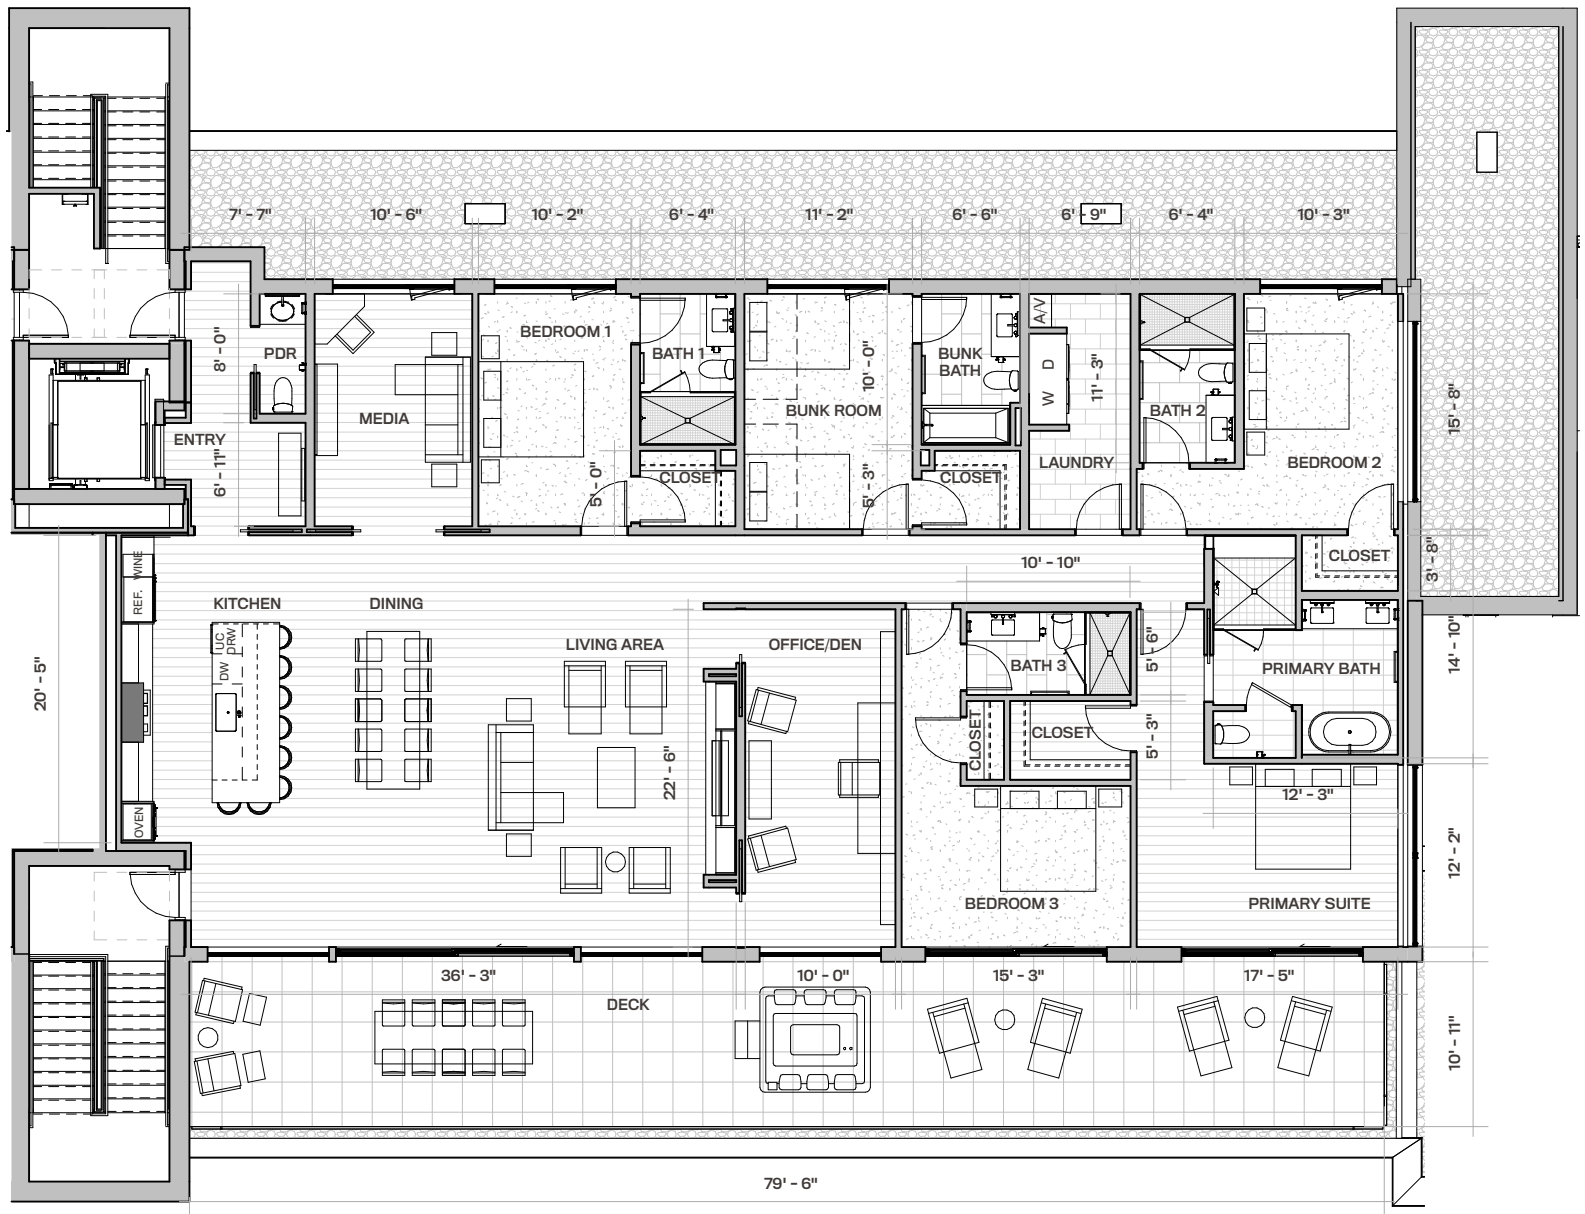 7' - 7"
10' - 6"
10' - 2"
6' - 4"
11' - 2"
6' - 6"
6' - 9"
6' - 4"
10' - 3"
8' - 0"
PDR
BEDROOM 1
BATH 1
10' - 0"
BUNK
BATH
A/V
W D
11' - 3"
BATH 2
15' - 8"
MEDIA
BUNK ROOM
ENTRY
6' - 11"
5' - 0"
CLOSET
5' - 3"
CLOSET
LAUNDRY
BEDROOM 2
CLOSET
3' - 8"
WINE
REF.
10' - 10"
KITCHEN
DINING
LIVING AREA
OFFICE/DEN
UC
DRW
DW
BATH 3
5' - 6"
PRIMARY BATH
14' - 10"
20' - 5"
CLOSET
CLOSET
5' - 3"
22' - 6"
12' - 3"
OVEN
12' - 2"
BEDROOM 3
PRIMARY SUITE
36' - 3"
10' - 0"
15' - 3"
17' - 5"
DECK
10' - 11"
79' - 6"